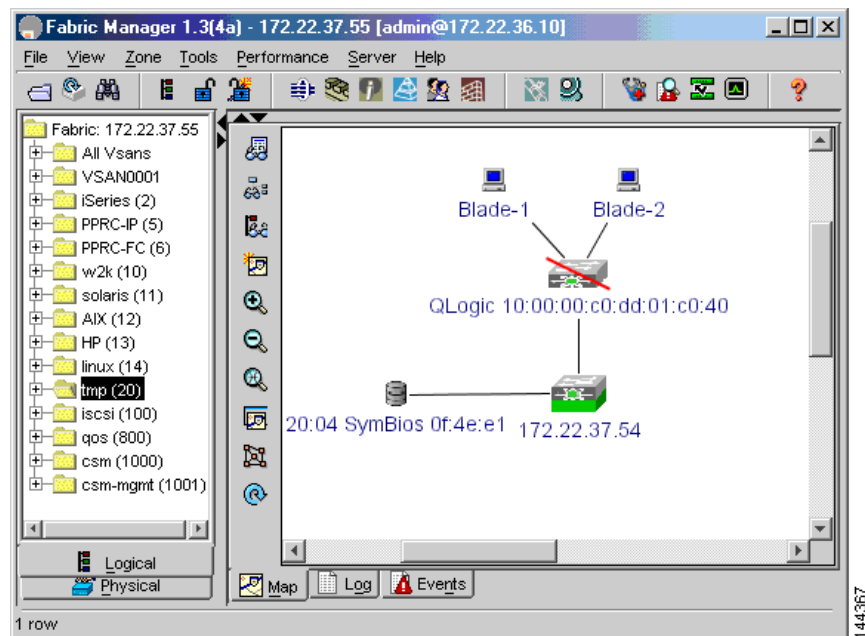 Fabric Manager 1.3(4a) - 172.22.37.55 [admin@172.22.36.10]
File View Zone Tools Performance Server Help
Fabric: 172.22.37.55
All Vsans
VSAN0001
iSeries (2)
PPRC-IP (5)
PPRC-FC (6)
w2k (10)
solaris (11)
AIX (12)
HP (13)
linux (14)
tmp (20)
iscsi (100)
qos (800)
csm (1000)
csm-mgmt (1001)
Logical
Physical
Blade-1 Blade-2
QLogic 10:00:00:c0:dd:01:c0:40
20:04 SymBios 0f:4e:e1 172.22.37.54
Map Log Events
1 row
144367